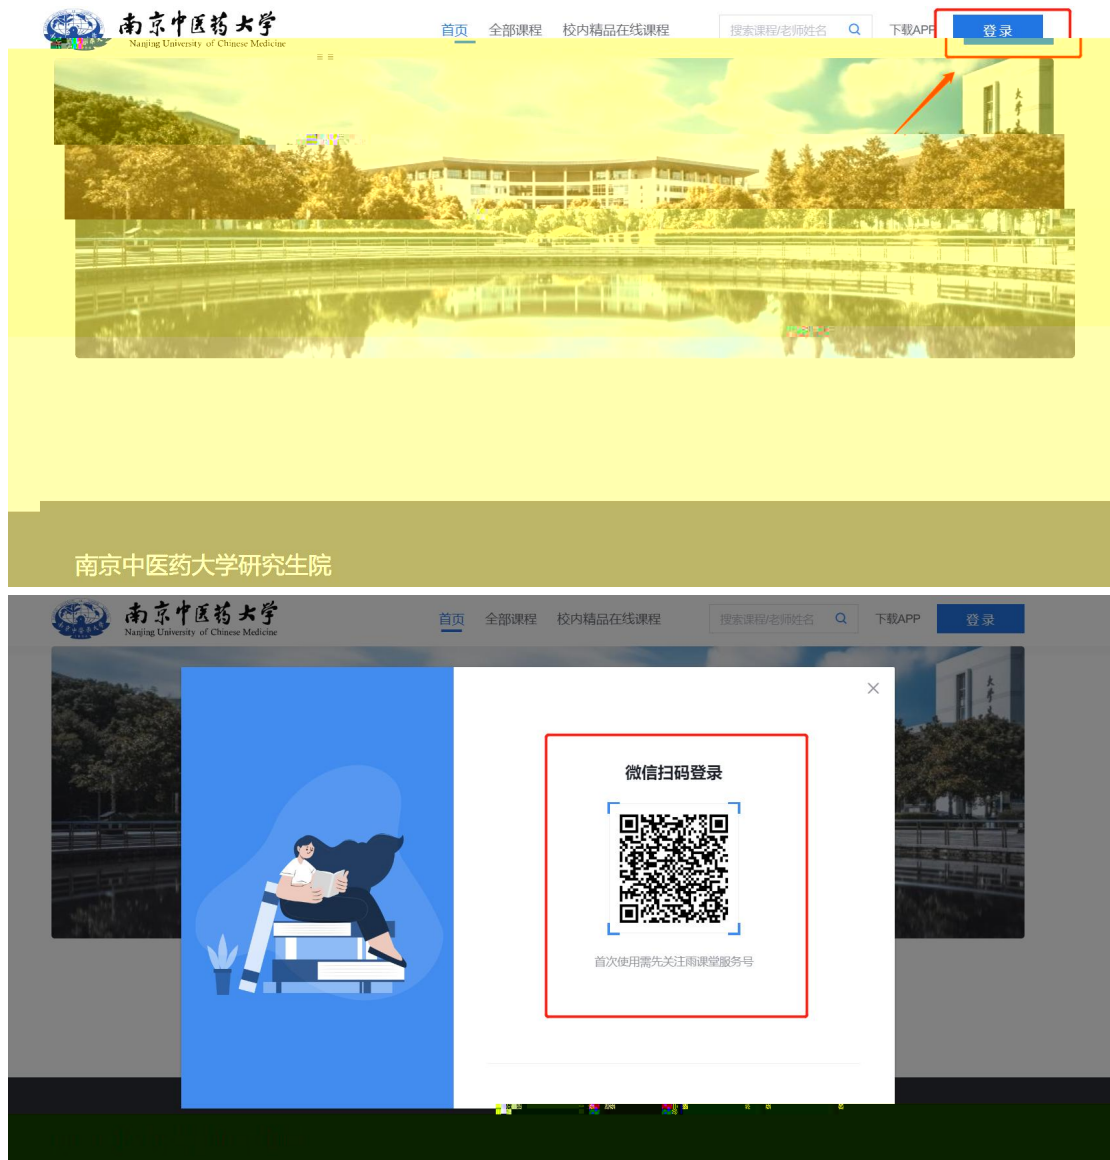 南京中医药大学
Nanjing University of Chinese Medicine
首页 全部课程 校内精品在线课程 搜索课程/老师姓名 下载APP 登录
大学
南京中医药大学研究生院
南京中医药大学
Nanjing University of Chinese Medicine
首页 全部课程 校内精品在线课程 搜索课程/老师姓名 下载APP 登录
大学
微信扫码登录
首次使用需先关注雨课堂服务号